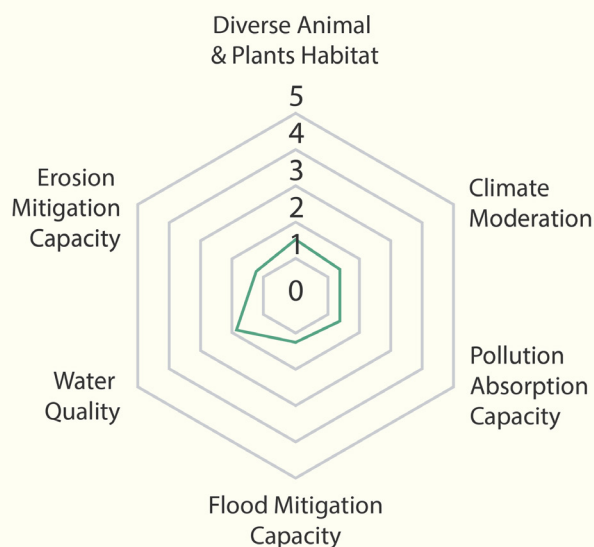 Diverse Animal
& Plants Habitat
5
4
3
2
1
0
Erosion
Mitigation
Capacity
Climate
Moderation
Water
Quality
Pollution
Absorption
Capacity
Flood Mitigation
Capacity